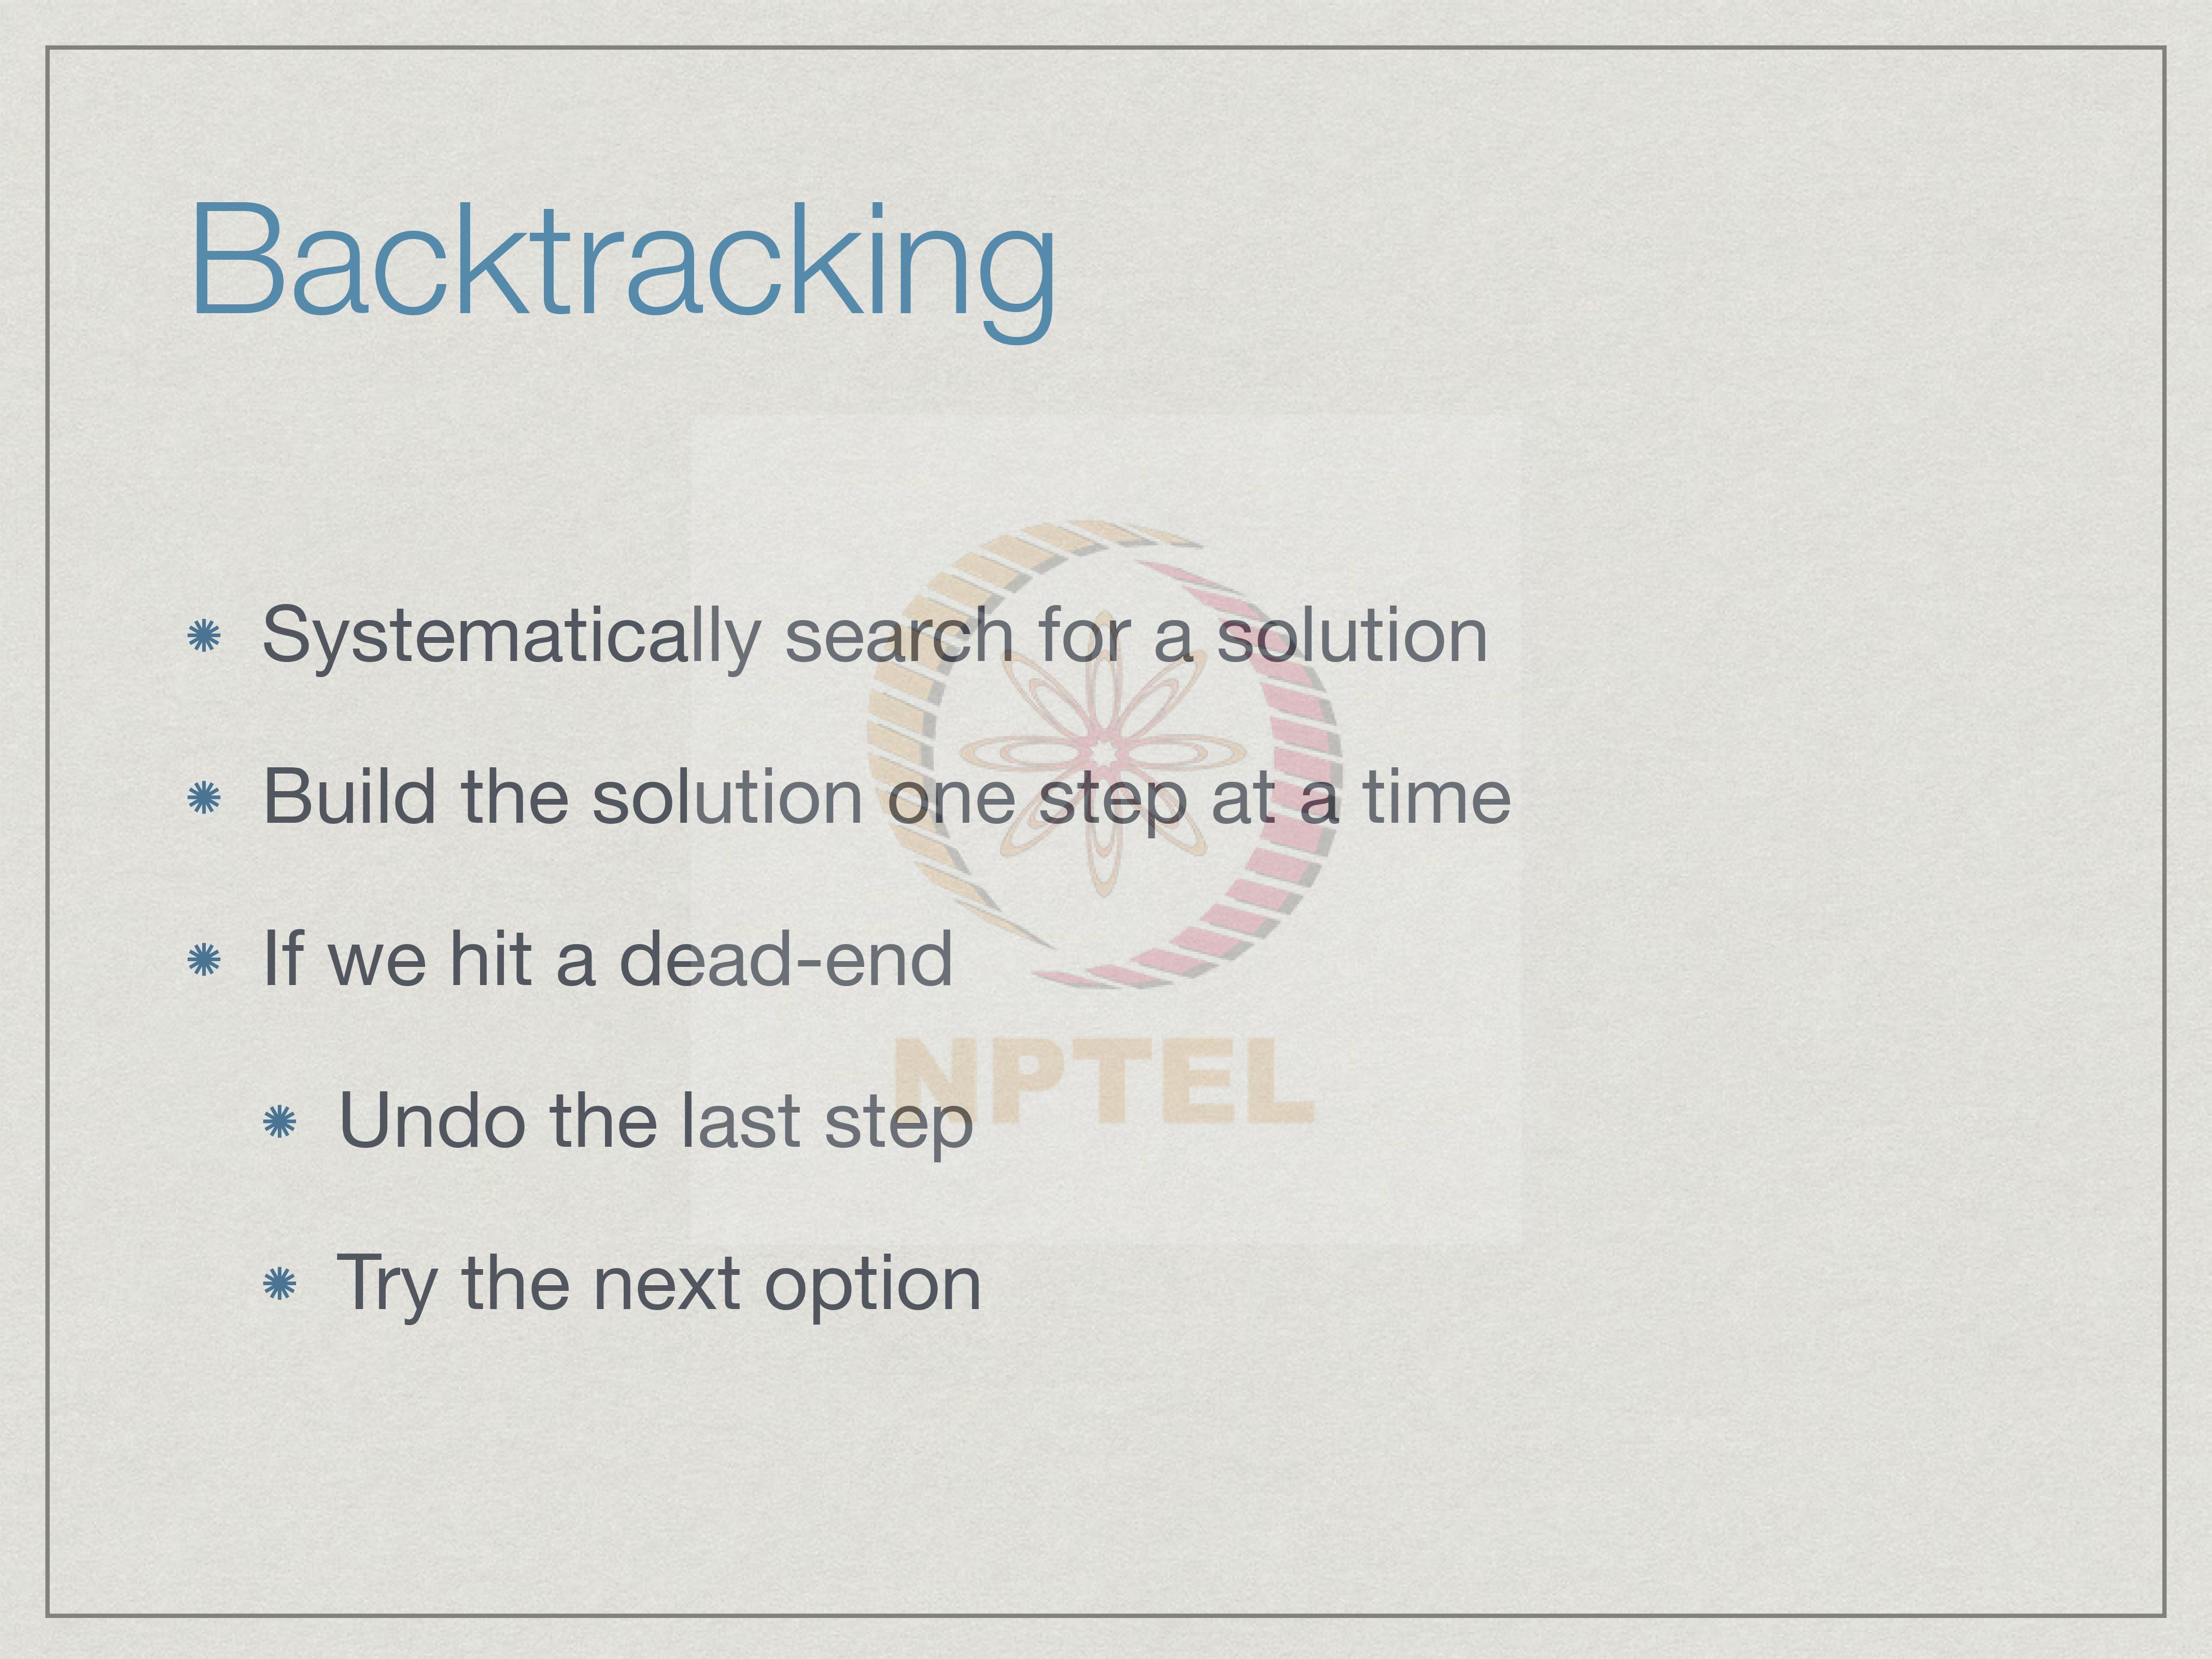 Backtracking
Systematically search for a solution
Build the solution one step at a time
If we hit a dead-end
Undo the last step
Try the next option
NPTEL